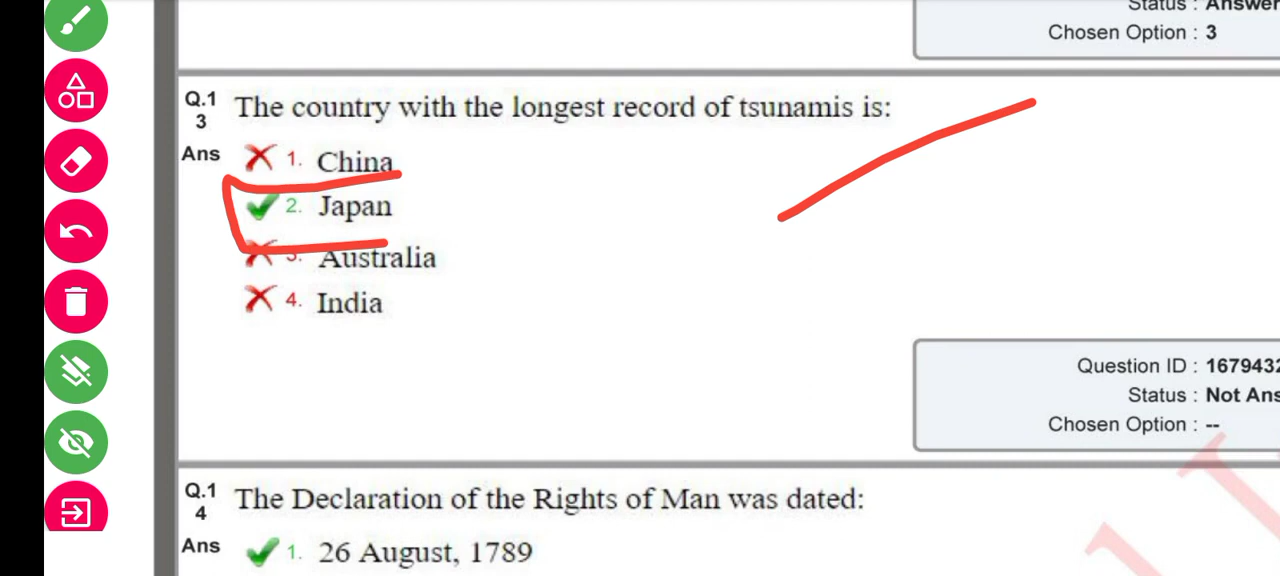 Status : Answer
Chosen Option : 3
Q.1
3
The country with the longest record of tsunamis is:
Ans
1. China
2. Japan
3. Australia
4. India
Question ID : 1679432
Status : Not Ans
Chosen Option : --
Q.1
4
The Declaration of the Rights of Man was dated:
Ans
1. 26 August, 1789